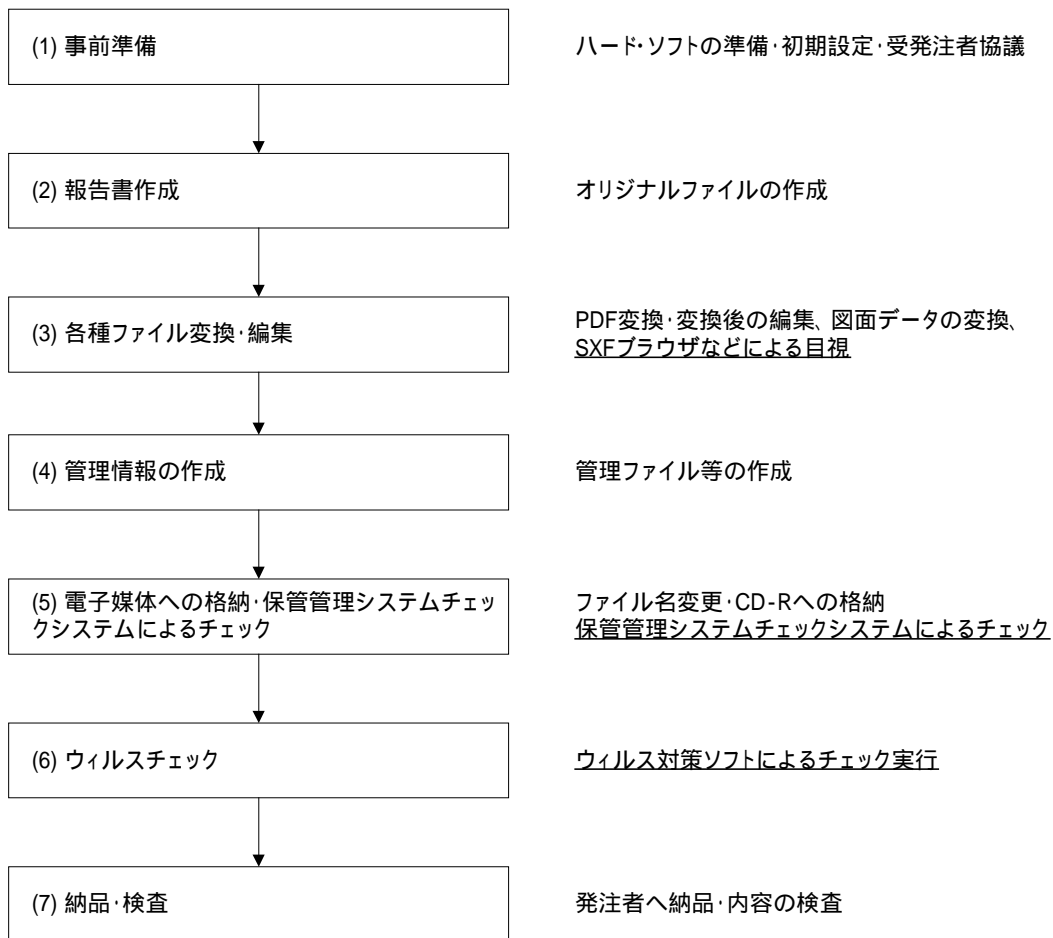 (1) 事前準備
ハード・ソフトの準備・初期設定・受発注者協議
(2) 報告書作成
オリジナルファイルの作成
(3) 各種ファイル変換・編集
PDF変換・変換後の編集、図面データの変換、
SXFブラウザなどによる目視
(4) 管理情報の作成
管理ファイル等の作成
(5) 電子媒体への格納・保管管理システムチェッ
クシステムによるチェック
ファイル名変更・CD-Rへの格納
保管管理システムチェックシステムによるチェック
(6) ウィルスチェック
ウィルス対策ソフトによるチェック実行
(7) 納品・検査
発注者へ納品・内容の検査